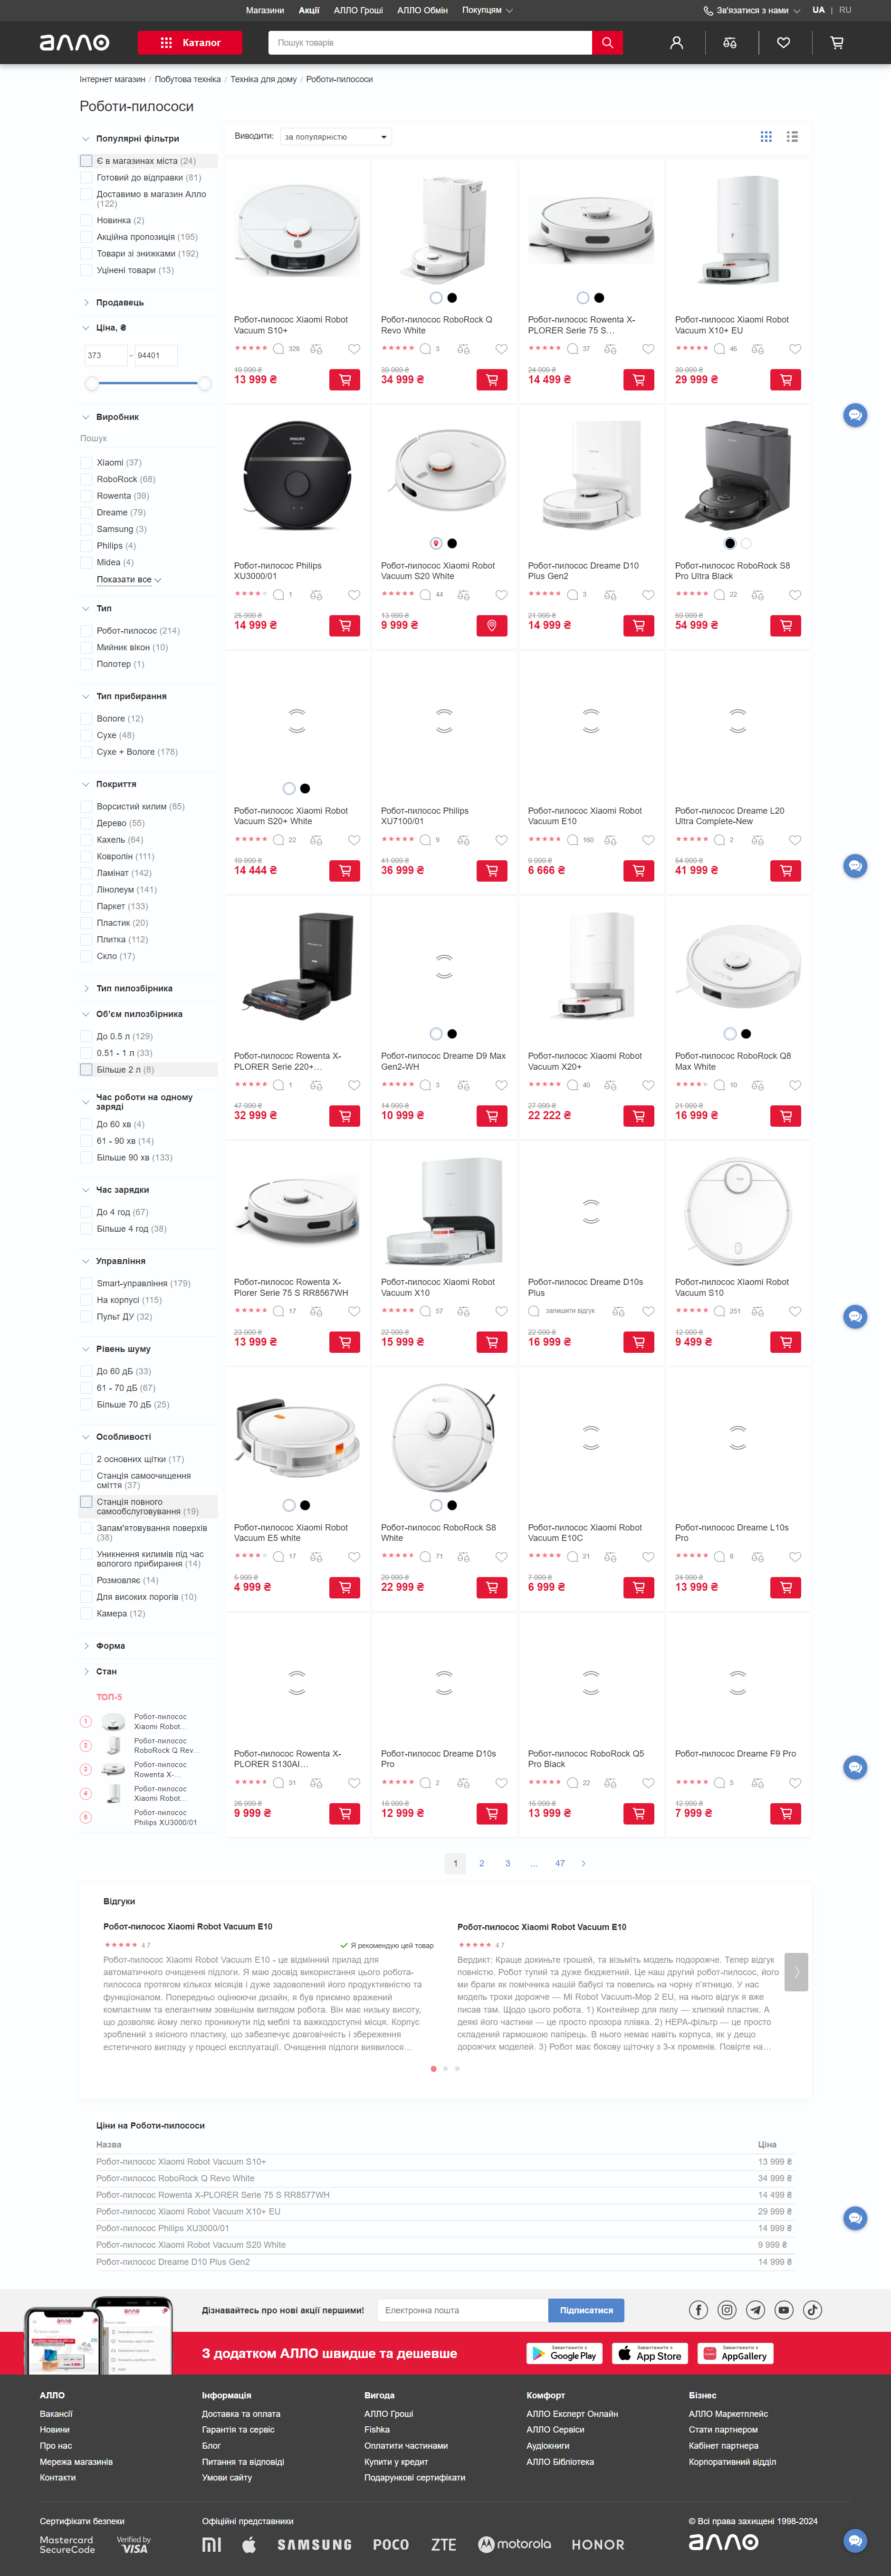 Магазини
Акції
АЛЛО Гроші
АЛЛО Обмін
Покупцям
Зв'язатися з нами
UA | RU
алло
Каталог
Пошук товарів
Інтернет магазин / Побутова техніка / Техніка для дому / Роботи-пилососи
Роботи-пилососи
Популярні фільтри
Є в магазинах міста (24)
Готовий до відправки (81)
Доставимо в магазин Алло
(122)
Новинка (2)
Акційна пропозиція (195)
Товари зі знижками (192)
Уцінені товари (13)
Продавець
Ціна, ₴
373 - 94401
Виробник
Пошук
Xiaomi (37)
RoboRock (68)
Rowenta (39)
Dreame (79)
Samsung (3)
Philips (4)
Midea (4)
Показати все
Тип
Робот-пилосос (214)
Мийник вікон (10)
Полотер (1)
Тип прибирання
Вологе (12)
Сухе (48)
Сухе + Вологе (178)
Покриття
Ворсистий килим (85)
Дерево (55)
Кахель (64)
Ковролін (111)
Ламінат (142)
Лінолеум (141)
Паркет (133)
Пластик (20)
Плитка (112)
Скло (17)
Тип пилозбірника
Об'єм пилозбірника
До 0.5 л (129)
0.51 - 1 л (33)
Більше 2 л (8)
Час роботи на одному
заряді
До 60 хв (4)
61 - 90 хв (14)
Більше 90 хв (133)
Час зарядки
До 4 год (67)
Більше 4 год (38)
Управління
Smart-управління (179)
На корпусі (115)
Пульт ДУ (32)
Рівень шуму
До 60 дБ (33)
61 - 70 дБ (67)
Більше 70 дБ (25)
Особливості
2 основних щітки (17)
Станція самоочищення
сміття (37)
Станція повного
самообслуговування (19)
Запам'ятовування поверхів
(38)
Уникнення килимів під час
вологого прибирання (14)
Розмовляє (14)
Для високих порогів (10)
Камера (12)
Форма
Стан
ТОП-5
1
Робот-пилосос
Xiaomi Robot...
2
Робот-пилосос
RoboRock Q Rev...
3
Робот-пилосос
Rowenta X-...
4
Робот-пилосос
Xiaomi Robot...
5
Робот-пилосос
Philips XU3000/01
Виводити: за популярністю
Робот-пилосос Xiaomi Robot
Vacuum S10+
328
19 999 ₴
13 999 ₴
Робот-пилосос RoboRock Q
Revo White
3
39 999 ₴
34 999 ₴
Робот-пилосос Rowenta X-
PLORER Serie 75 S...
37
24 999 ₴
14 499 ₴
Робот-пилосос Xiaomi Robot
Vacuum X10+ EU
46
39 999 ₴
29 999 ₴
PHILIPS
Робот-пилосос Philips
XU3000/01
1
25 999 ₴
14 999 ₴
Робот-пилосос Xiaomi Robot
Vacuum S20 White
44
13 999 ₴
9 999 ₴
Робот-пилосос Dreame D10
Plus Gen2
3
21 999 ₴
14 999 ₴
Робот-пилосос RoboRock S8
Pro Ultra Black
22
59 999 ₴
54 999 ₴
Робот-пилосос Xiaomi Robot
Vacuum S20+ White
22
19 999 ₴
14 444 ₴
Робот-пилосос Philips
XU7100/01
9
41 999 ₴
36 999 ₴
Робот-пилосос Xiaomi Robot
Vacuum E10
160
9 999 ₴
6 666 ₴
Робот-пилосос Dreame L20
Ultra Complete-New
2
54 999 ₴
41 999 ₴
Робот-пилосос Rowenta X-
PLORER Serie 220+...
1
47 999 ₴
32 999 ₴
Робот-пилосос Dreame D9 Max
Gen2-WH
3
14 999 ₴
10 999 ₴
Робот-пилосос Xiaomi Robot
Vacuum X20+
40
27 999 ₴
22 222 ₴
Робот-пилосос RoboRock Q8
Max White
10
21 999 ₴
16 999 ₴
Робот-пилосос Rowenta X-
Plorer Serie 75 S RR8567WH
17
23 999 ₴
13 999 ₴
Робот-пилосос Xiaomi Robot
Vacuum X10
57
22 999 ₴
15 999 ₴
Робот-пилосос Dreame D10s
Plus
залишити відгук
22 999 ₴
16 999 ₴
Робот-пилосос Xiaomi Robot
Vacuum S10
251
12 999 ₴
9 499 ₴
Робот-пилосос Xiaomi Robot
Vacuum E5 white
17
5 999 ₴
4 999 ₴
Робот-пилосос RoboRock S8
White
71
29 999 ₴
22 999 ₴
Робот-пилосос Xiaomi Robot
Vacuum E10C
21
7 999 ₴
6 999 ₴
Робот-пилосос Dreame L10s
Pro
8
24 999 ₴
13 999 ₴
Робот-пилосос Rowenta X-
PLORER S130AI...
31
26 999 ₴
9 999 ₴
Робот-пилосос Dreame D10s
Pro
2
18 999 ₴
12 999 ₴
Робот-пилосос RoboRock Q5
Pro Black
22
15 999 ₴
13 999 ₴
Робот-пилосос Dreame F9 Pro
5
12 999 ₴
7 999 ₴
1 2 3 ... 47
Відгуки
Робот-пилосос Xiaomi Robot Vacuum E10
4.7
Я рекомендую цей товар
Робот-пилосос Xiaomi Robot Vacuum E10 - це відмінний прилад для
автоматичного очищення підлоги. Я маю досвід використання цього робота-
пилососа протягом кількох місяців і дуже задоволений його продуктивністю та
функціоналом. Попередньо оцінюючи дизайн, я був приємно вражений
компактним та елегантним зовнішнім виглядом робота. Він має низьку висоту,
що дозволяє йому легко проникнути під меблі та важкодоступні місця. Корпус
зроблений з якісного пластику, що забезпечує довговічність і збереження
естетичного вигляду у процесі експлуатації. Очищення підлоги виявилося...
Робот-пилосос Xiaomi Robot Vacuum E10
4.7
Вердикт: Краще докиньте грошей, та візьміть модель подорожче. Тепер відгук
повністю. Робот тупий та дуже бюджетний. Це наш другий робот-пилосос, його
ми брали як помічника нашій бабусі та повелись на чорну п'ятницю. У нас
модель трохи дорожче — Mi Robot Vacuum-Mop 2 EU, на нього відгук я вже
писав там. Щодо цього робота. 1) Контейнер для пилу — хлипкий пластик. А
деякі його частини — це просто прозора плівка. 2) HEPA-фільтр — це просто
складений гармошкою папірець. В нього немає навіть корпуса, як у дещо
дорожчих моделей. 3) Робот має бокову щіточку з 3-х променів. Повірте на...
Ціни на Роботи-пилососи
Назва Ціна
Робот-пилосос Xiaomi Robot Vacuum S10+ 13 999 ₴
Робот-пилосос RoboRock Q Revo White 34 999 ₴
Робот-пилосос Rowenta X-PLORER Serie 75 S RR8577WH 14 499 ₴
Робот-пилосос Xiaomi Robot Vacuum X10+ EU 29 999 ₴
Робот-пилосос Philips XU3000/01 14 999 ₴
Робот-пилосос Xiaomi Robot Vacuum S20 White 9 999 ₴
Робот-пилосос Dreame D10 Plus Gen2 14 999 ₴
Дізнавайтесь про нові акції першими!
Електронна пошта
Підписатися
З додатком АЛЛО швидше та дешевше
Завантажити з
Google Play
Завантажити з
App Store
Завантажити з
AppGallery
АЛЛО
Вакансії
Новини
Про нас
Мережа магазинів
Контакти
Інформація
Доставка та оплата
Гарантія та сервіс
Блог
Питання та відповіді
Умови сайту
Вигода
АЛЛО Гроші
Fishka
Оплатити частинами
Купити у кредит
Подарункові сертифікати
Комфорт
АЛЛО Експерт Онлайн
АЛЛО Сервіси
Аудіокниги
АЛЛО Бібліотека
Бізнес
АЛЛО Маркетплейс
Стати партнером
Кабінет партнера
Корпоративний відділ
Сертифікати безпеки
Mastercard
SecureCode
Verified by
VISA
Офіційні представники
SAMSUNG
POCO
ZTE
motorola
HONOR
© Всі права захищені 1998-2024
алло